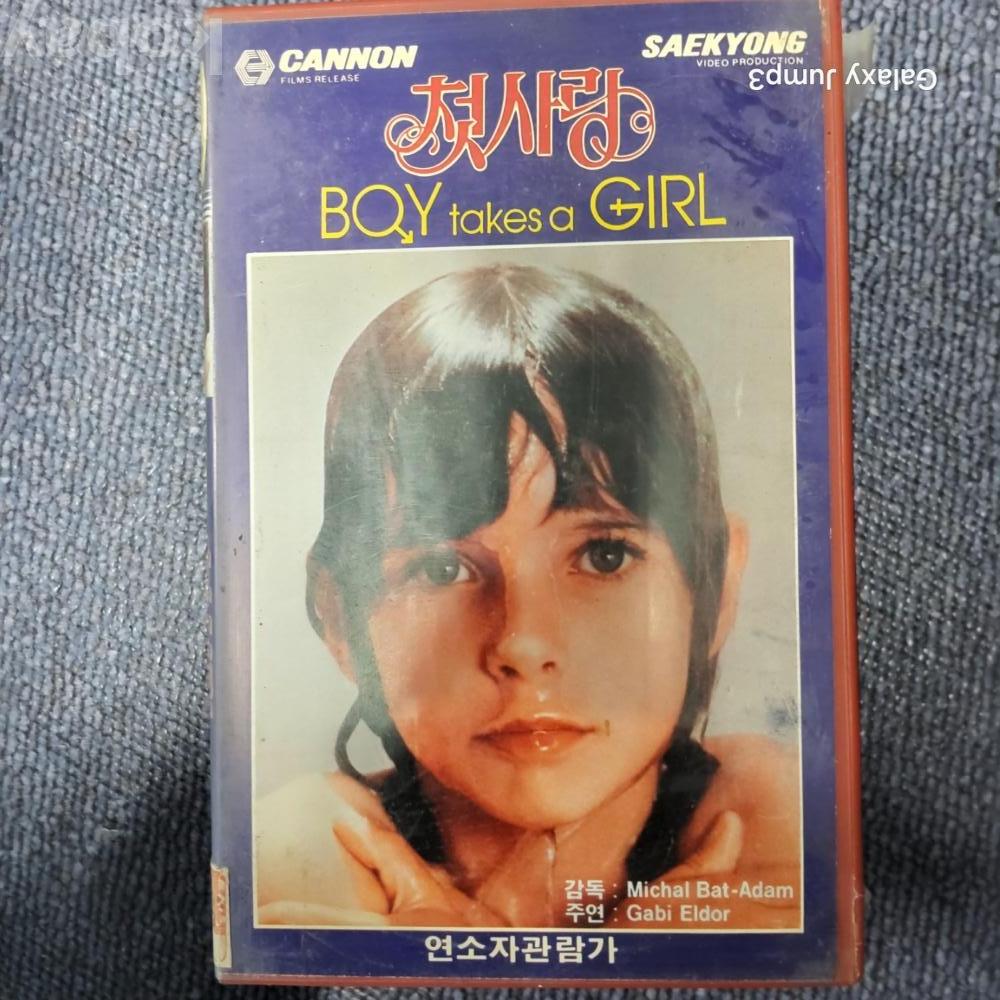 CANNON
FILMS RELEASE
SAEKYONG
VIDEO PRODUCTION
Galaxy Jump3
첫사랑
BOY takes a GIRL
감독 : Michal Bat-Adam
주연 : Gabi Eldor
연소자관람가